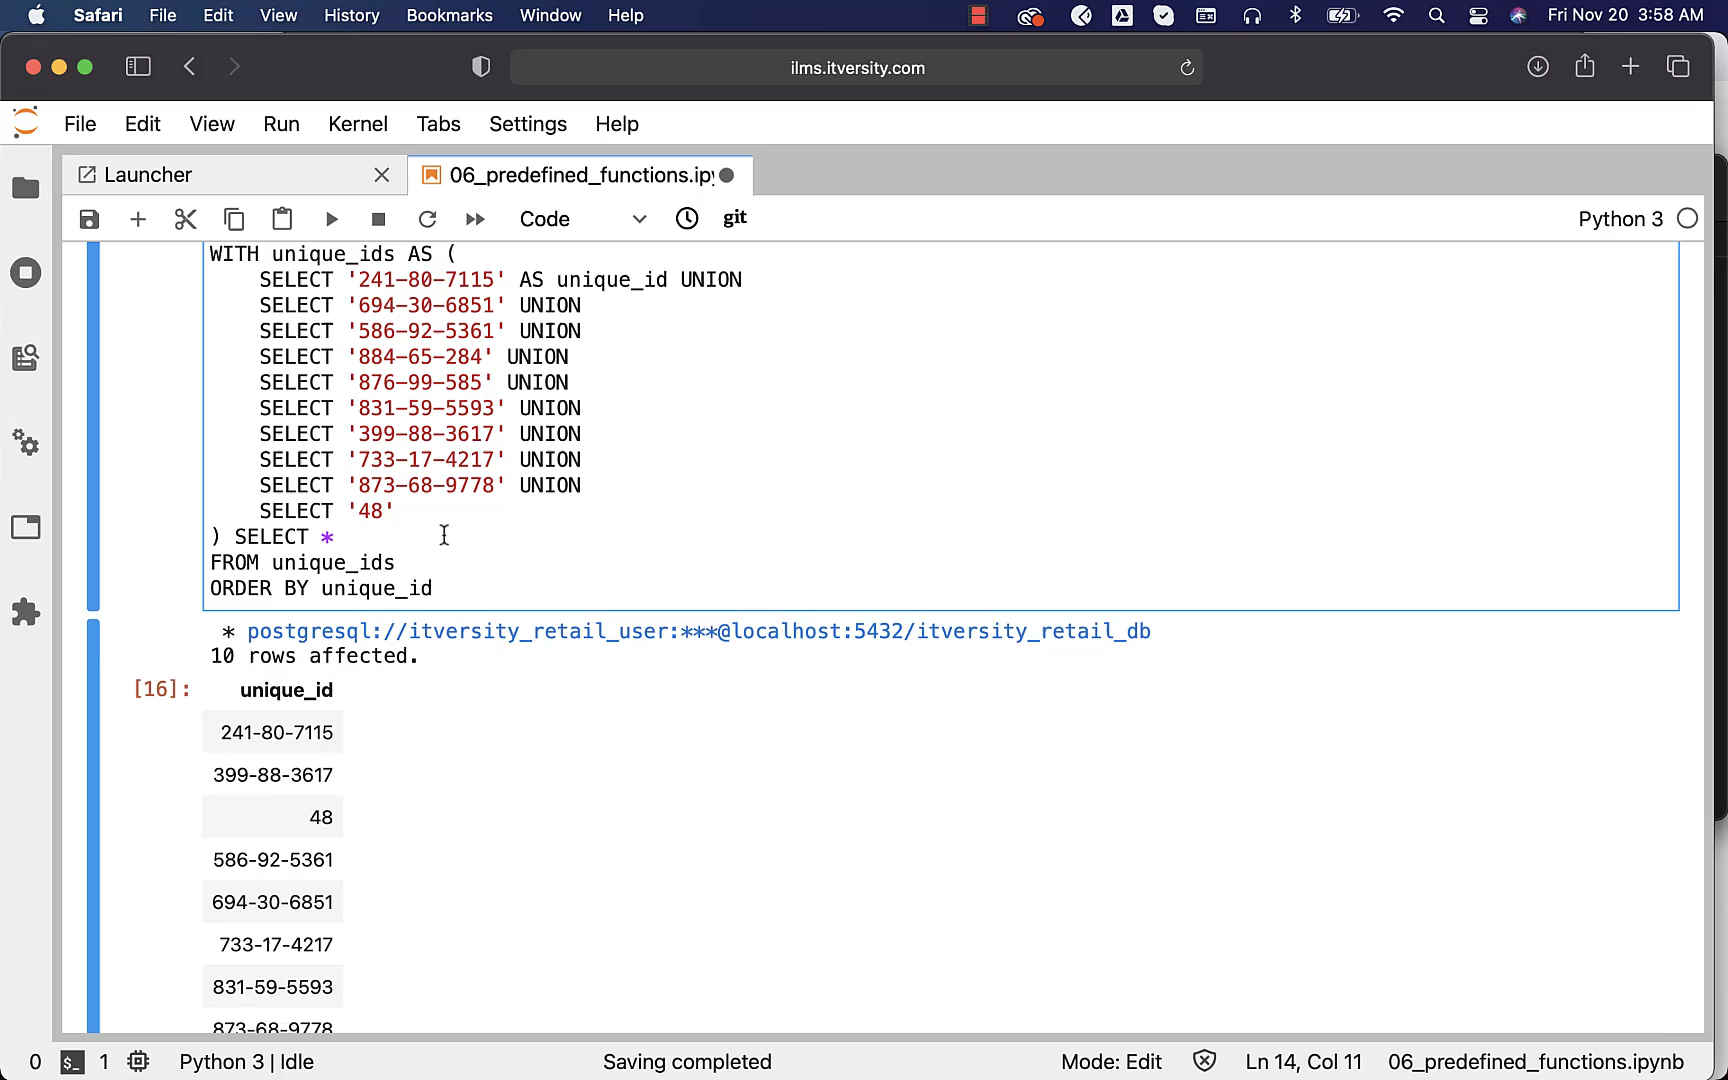 Safari File Edit View History Bookmarks Window Help Fri Nov 20 3:58 AM
ilms.itversity.com
File Edit View Run Kernel Tabs Settings Help
Launcher 06_predefined_functions.ipy
Code git Python 3
WITH unique_ids AS (
SELECT '241-80-7115' AS unique_id UNION
SELECT '694-30-6851' UNION
SELECT '586-92-5361' UNION
SELECT '884-65-284' UNION
SELECT '876-99-585' UNION
SELECT '831-59-5593' UNION
SELECT '399-88-3617' UNION
SELECT '733-17-4217' UNION
SELECT '873-68-9778' UNION
SELECT '48'
) SELECT *
FROM unique_ids
ORDER BY unique_id
* postgresql://itversity_retail_user:***@localhost:5432/itversity_retail_db
10 rows affected.
[16]: unique_id
241-80-7115
399-88-3617
48
586-92-5361
694-30-6851
733-17-4217
831-59-5593
873-68-9778
0 $_ 1 Python 3 | Idle Saving completed Mode: Edit Ln 14, Col 11 06_predefined_functions.ipynb